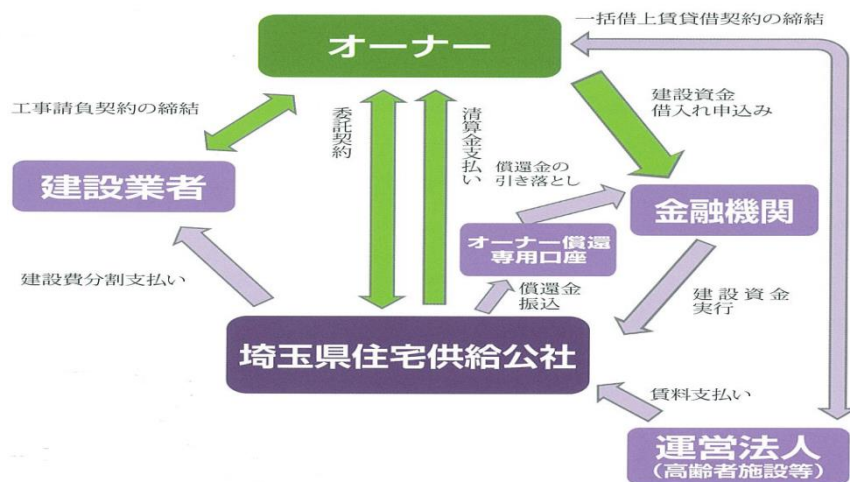 一括借上賃貸借契約の締結
オーナー
工事請負契約の締結
建設資金
借入れ申込み
委託契約
清算金支払い
償還金の
引き落とし
建設業者
金融機関
オーナー償還
専用口座
建設費分割支払い
償還金
振込
建設資金
実行
埼玉県住宅供給公社
賃料支払い
運営法人
(高齢者施設等)